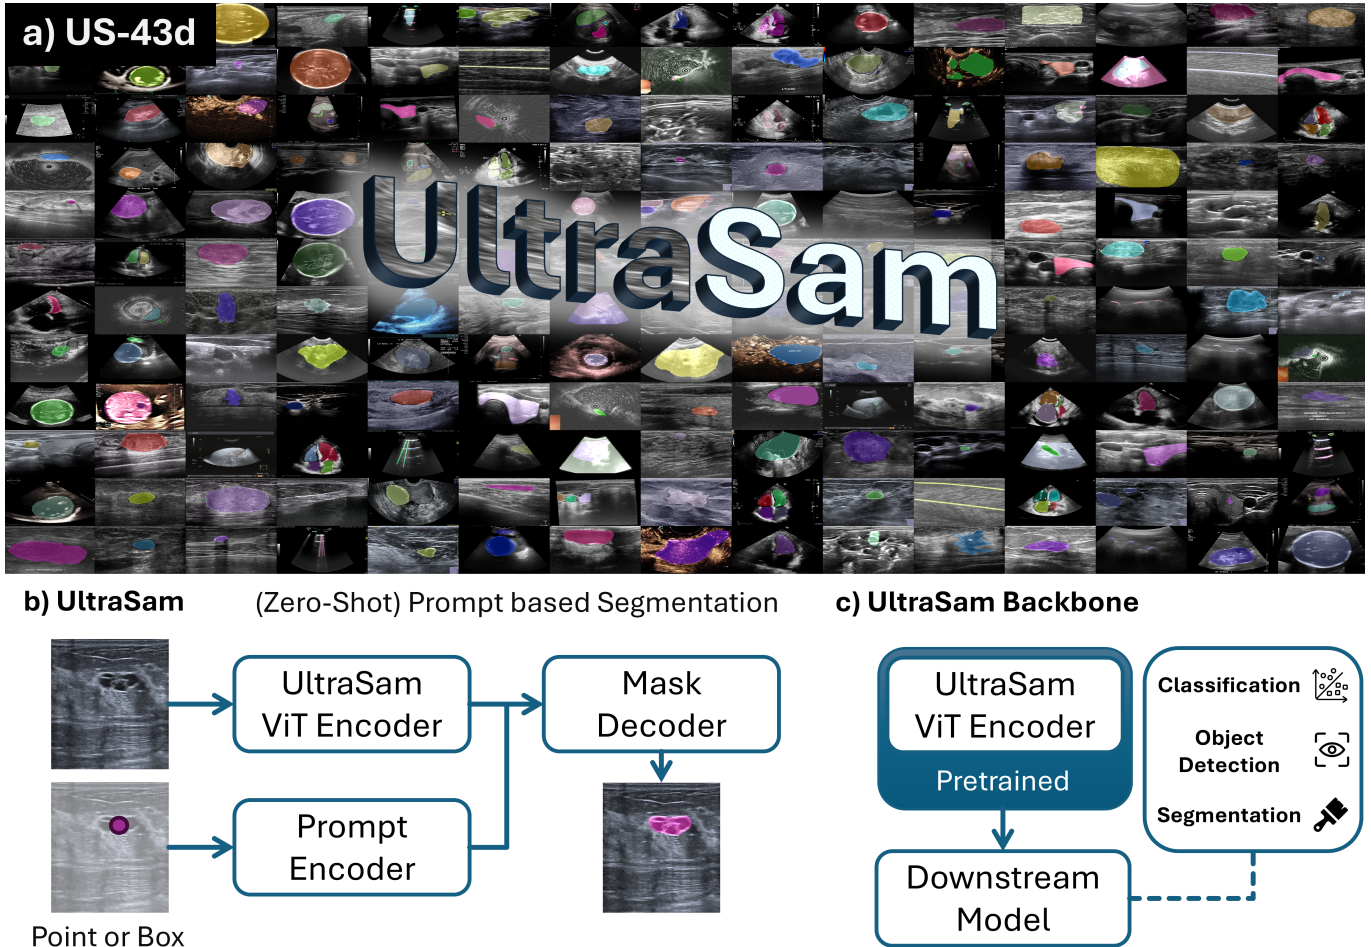 a) US-43d
UltraSam
b) UltraSam
(Zero-Shot) Prompt based Segmentation
c) UltraSam Backbone
UltraSam
ViT Encoder
Mask
Decoder
Prompt
Encoder
Point or Box
UltraSam
ViT Encoder
Pretrained
Downstream
Model
Classification
Object
Detection
Segmentation